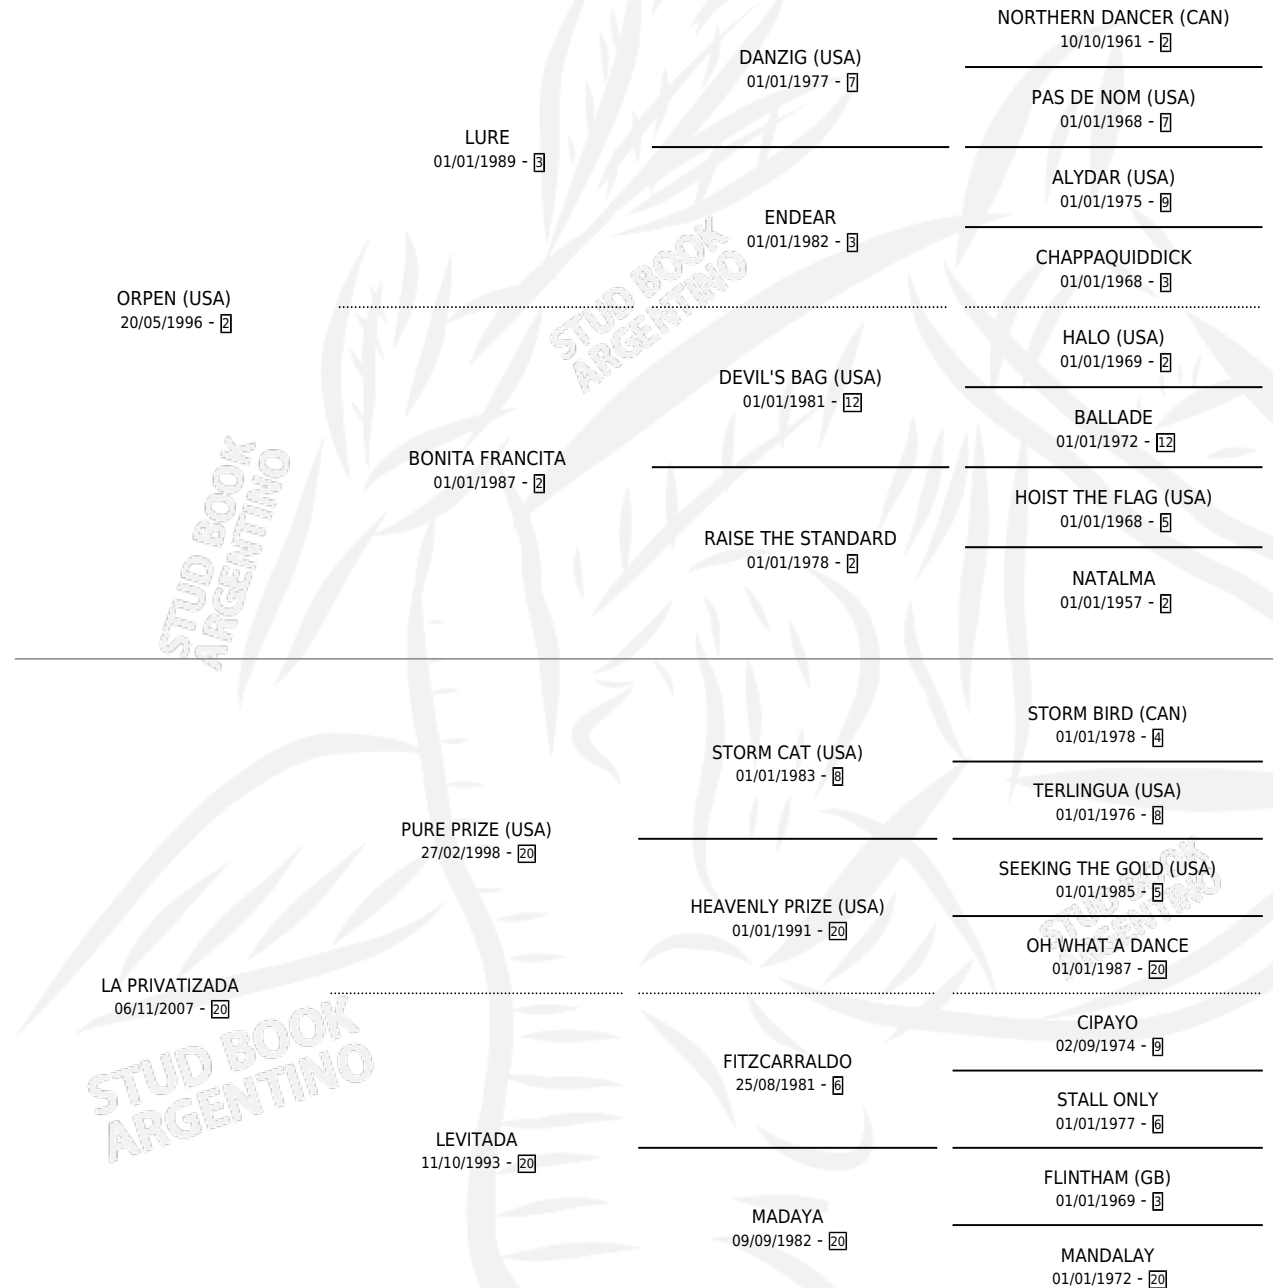 NORTHERN DANCER (CAN)
10/10/1961 - 2
DANZIG (USA)
01/01/1977 - 7
PAS DE NOM (USA)
01/01/1968 - 7
LURE
01/01/1989 - 3
ALYDAR (USA)
01/01/1975 - 9
ENDEAR
01/01/1982 - 3
CHAPPAQUIDDICK
01/01/1968 - 3
ORPEN (USA)
20/05/1996 - 2
STUD BOOK
ARGENTINO
HALO (USA)
01/01/1969 - 2
DEVIL'S BAG (USA)
01/01/1981 - 12
BALLADE
01/01/1972 - 12
BONITA FRANCITA
01/01/1987 - 2
HOIST THE FLAG (USA)
01/01/1968 - 5
RAISE THE STANDARD
01/01/1978 - 2
NATALMA
01/01/1957 - 2
STUD BOOK
ARGENTINO
STORM BIRD (CAN)
01/01/1978 - 4
STORM CAT (USA)
01/01/1983 - 8
TERLINGUA (USA)
01/01/1976 - 8
PURE PRIZE (USA)
27/02/1998 - 20
SEEKING THE GOLD (USA)
01/01/1985 - 5
HEAVENLY PRIZE (USA)
01/01/1991 - 20
OH WHAT A DANCE
01/01/1987 - 20
STUD BOOK
ARGENTINO
LA PRIVATIZADA
06/11/2007 - 20
CIPAYO
02/09/1974 - 9
FITZCARRALDO
25/08/1981 - 6
STALL ONLY
01/01/1977 - 6
STUD BOOK
ARGENTINO
LEVITADA
11/10/1993 - 20
FLINTHAM (GB)
01/01/1969 - 3
MADAYA
09/09/1982 - 20
MANDALAY
01/01/1972 - 20